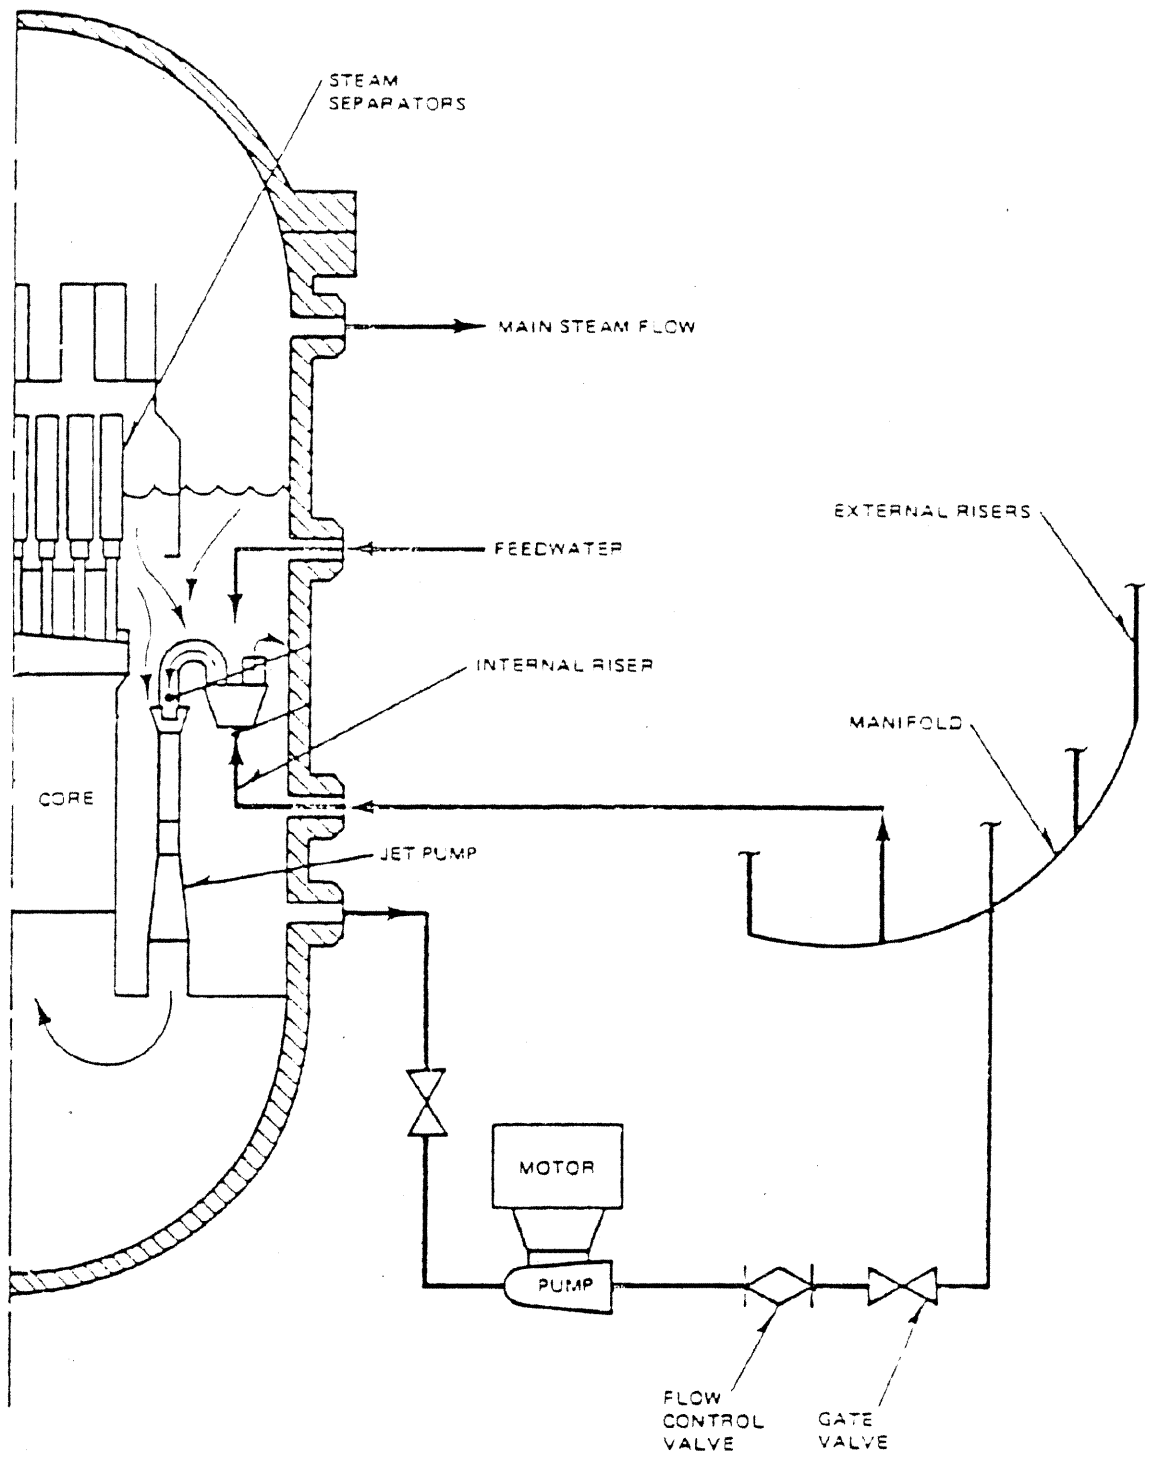 STEAM
SEPARATORS
MAIN STEAM FLOW
EXTERNAL RISERS
FEEDWATER
INTERNAL RISER
MANIFOLD
CORE
JET PUMP
MOTOR
PUMP
FLOW
CONTROL
VALVE
GATE
VALVE